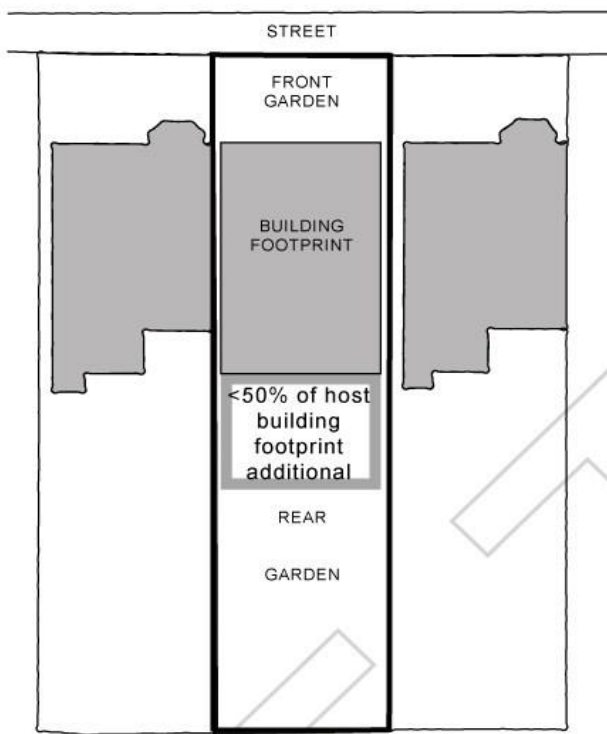 STREET
FRONT
GARDEN
BUILDING
FOOTPRINT
<50% of host
building
footprint
additional
REAR
GARDEN